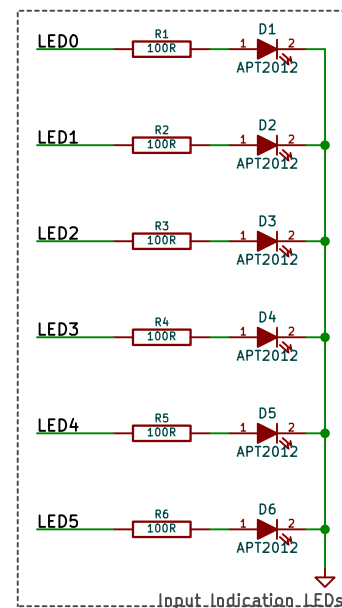 R1 D1
LED0 100R 1 2
APT2012
R2 D2
LED1 100R 1 2
APT2012
R3 D3
LED2 100R 1 2
APT2012
R4 D4
LED3 100R 1 2
APT2012
R5 D5
LED4 100R 1 2
APT2012
R6 D6
LED5 100R 1 2
APT2012
Input Indication LEDs